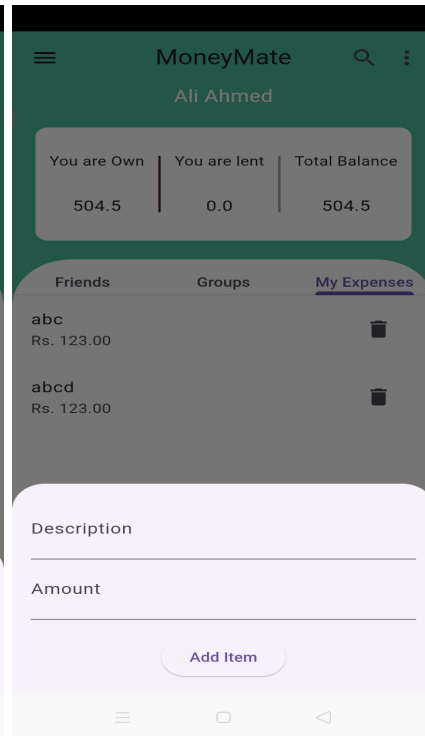 MoneyMate
Ali Ahmed
You are Own You are lent Total Balance
504.5 0.0 504.5
Friends Groups My Expenses
abc
Rs. 123.00
abcd
Rs. 123.00
Description
Amount
Add Item